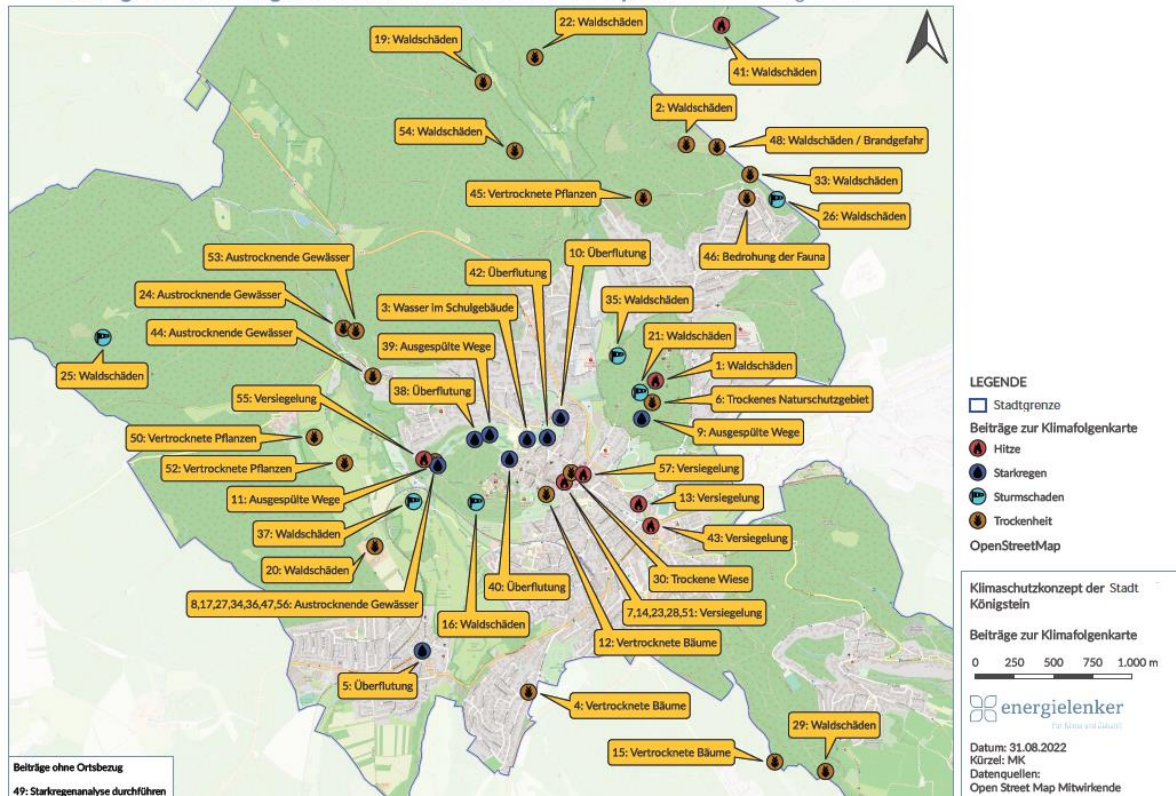 22: Waldschäden
19: Waldschäden
41: Waldschäden
2: Waldschäden
54: Waldschäden
48: Waldschäden / Brandgefahr
33: Waldschäden
45: Vertrocknete Pflanzen
26: Waldschäden
10: Überflutung
53: Austrocknende Gewässer
46: Bedrohung der Fauna
42: Überflutung
24: Austrocknende Gewässer
3: Wasser im Schulgebäude
35: Waldschäden
44: Austrocknende Gewässer
21: Waldschäden
39: Ausgespülte Wege
1: Waldschäden
25: Waldschäden
38: Überflutung
55: Versiegelung
6: Trockenes Naturschutzgebiet
9: Ausgespülte Wege
50: Vertrocknete Pflanzen
52: Vertrocknete Pflanzen
57: Versiegelung
11: Ausgespülte Wege
13: Versiegelung
37: Waldschäden
43: Versiegelung
20: Waldschäden
40: Überflutung
30: Trockene Wiese
8,17,27,34,36,47,56: Austrocknende Gewässer
7,14,23,28,51: Versiegelung
16: Waldschäden
12: Vertrocknete Bäume
5: Überflutung
4: Vertrocknete Bäume
29: Waldschäden
15: Vertrocknete Bäume
Beiträge ohne Ortsbezug
49: Starkregenanalyse durchführen
LEGENDE
Stadtgrenze
Beiträge zur Klimafolgenkarte
Hitze
Starkregen
Sturmschaden
Trockenheit
OpenStreetMap
Klimaschutzkonzept der Stadt
Königstein
Beiträge zur Klimafolgenkarte
0 250 500 750 1.000 m
energielenker
Für Klima und Zukunft
Datum: 31.08.2022
Kürzel: MK
Datenquellen:
Open Street Map Mitwirkende